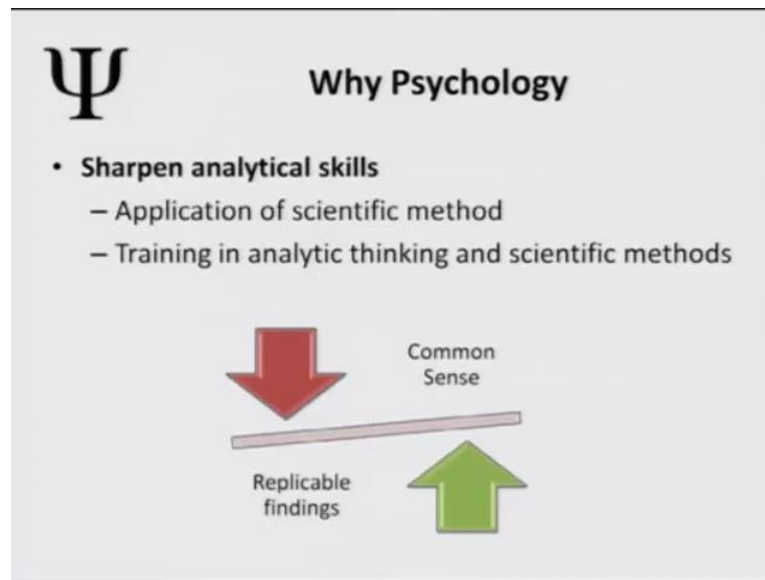 Ψ
Why Psychology
• Sharpen analytical skills
– Application of scientific method
– Training in analytic thinking and scientific methods
Common
Sense
Replicable
findings